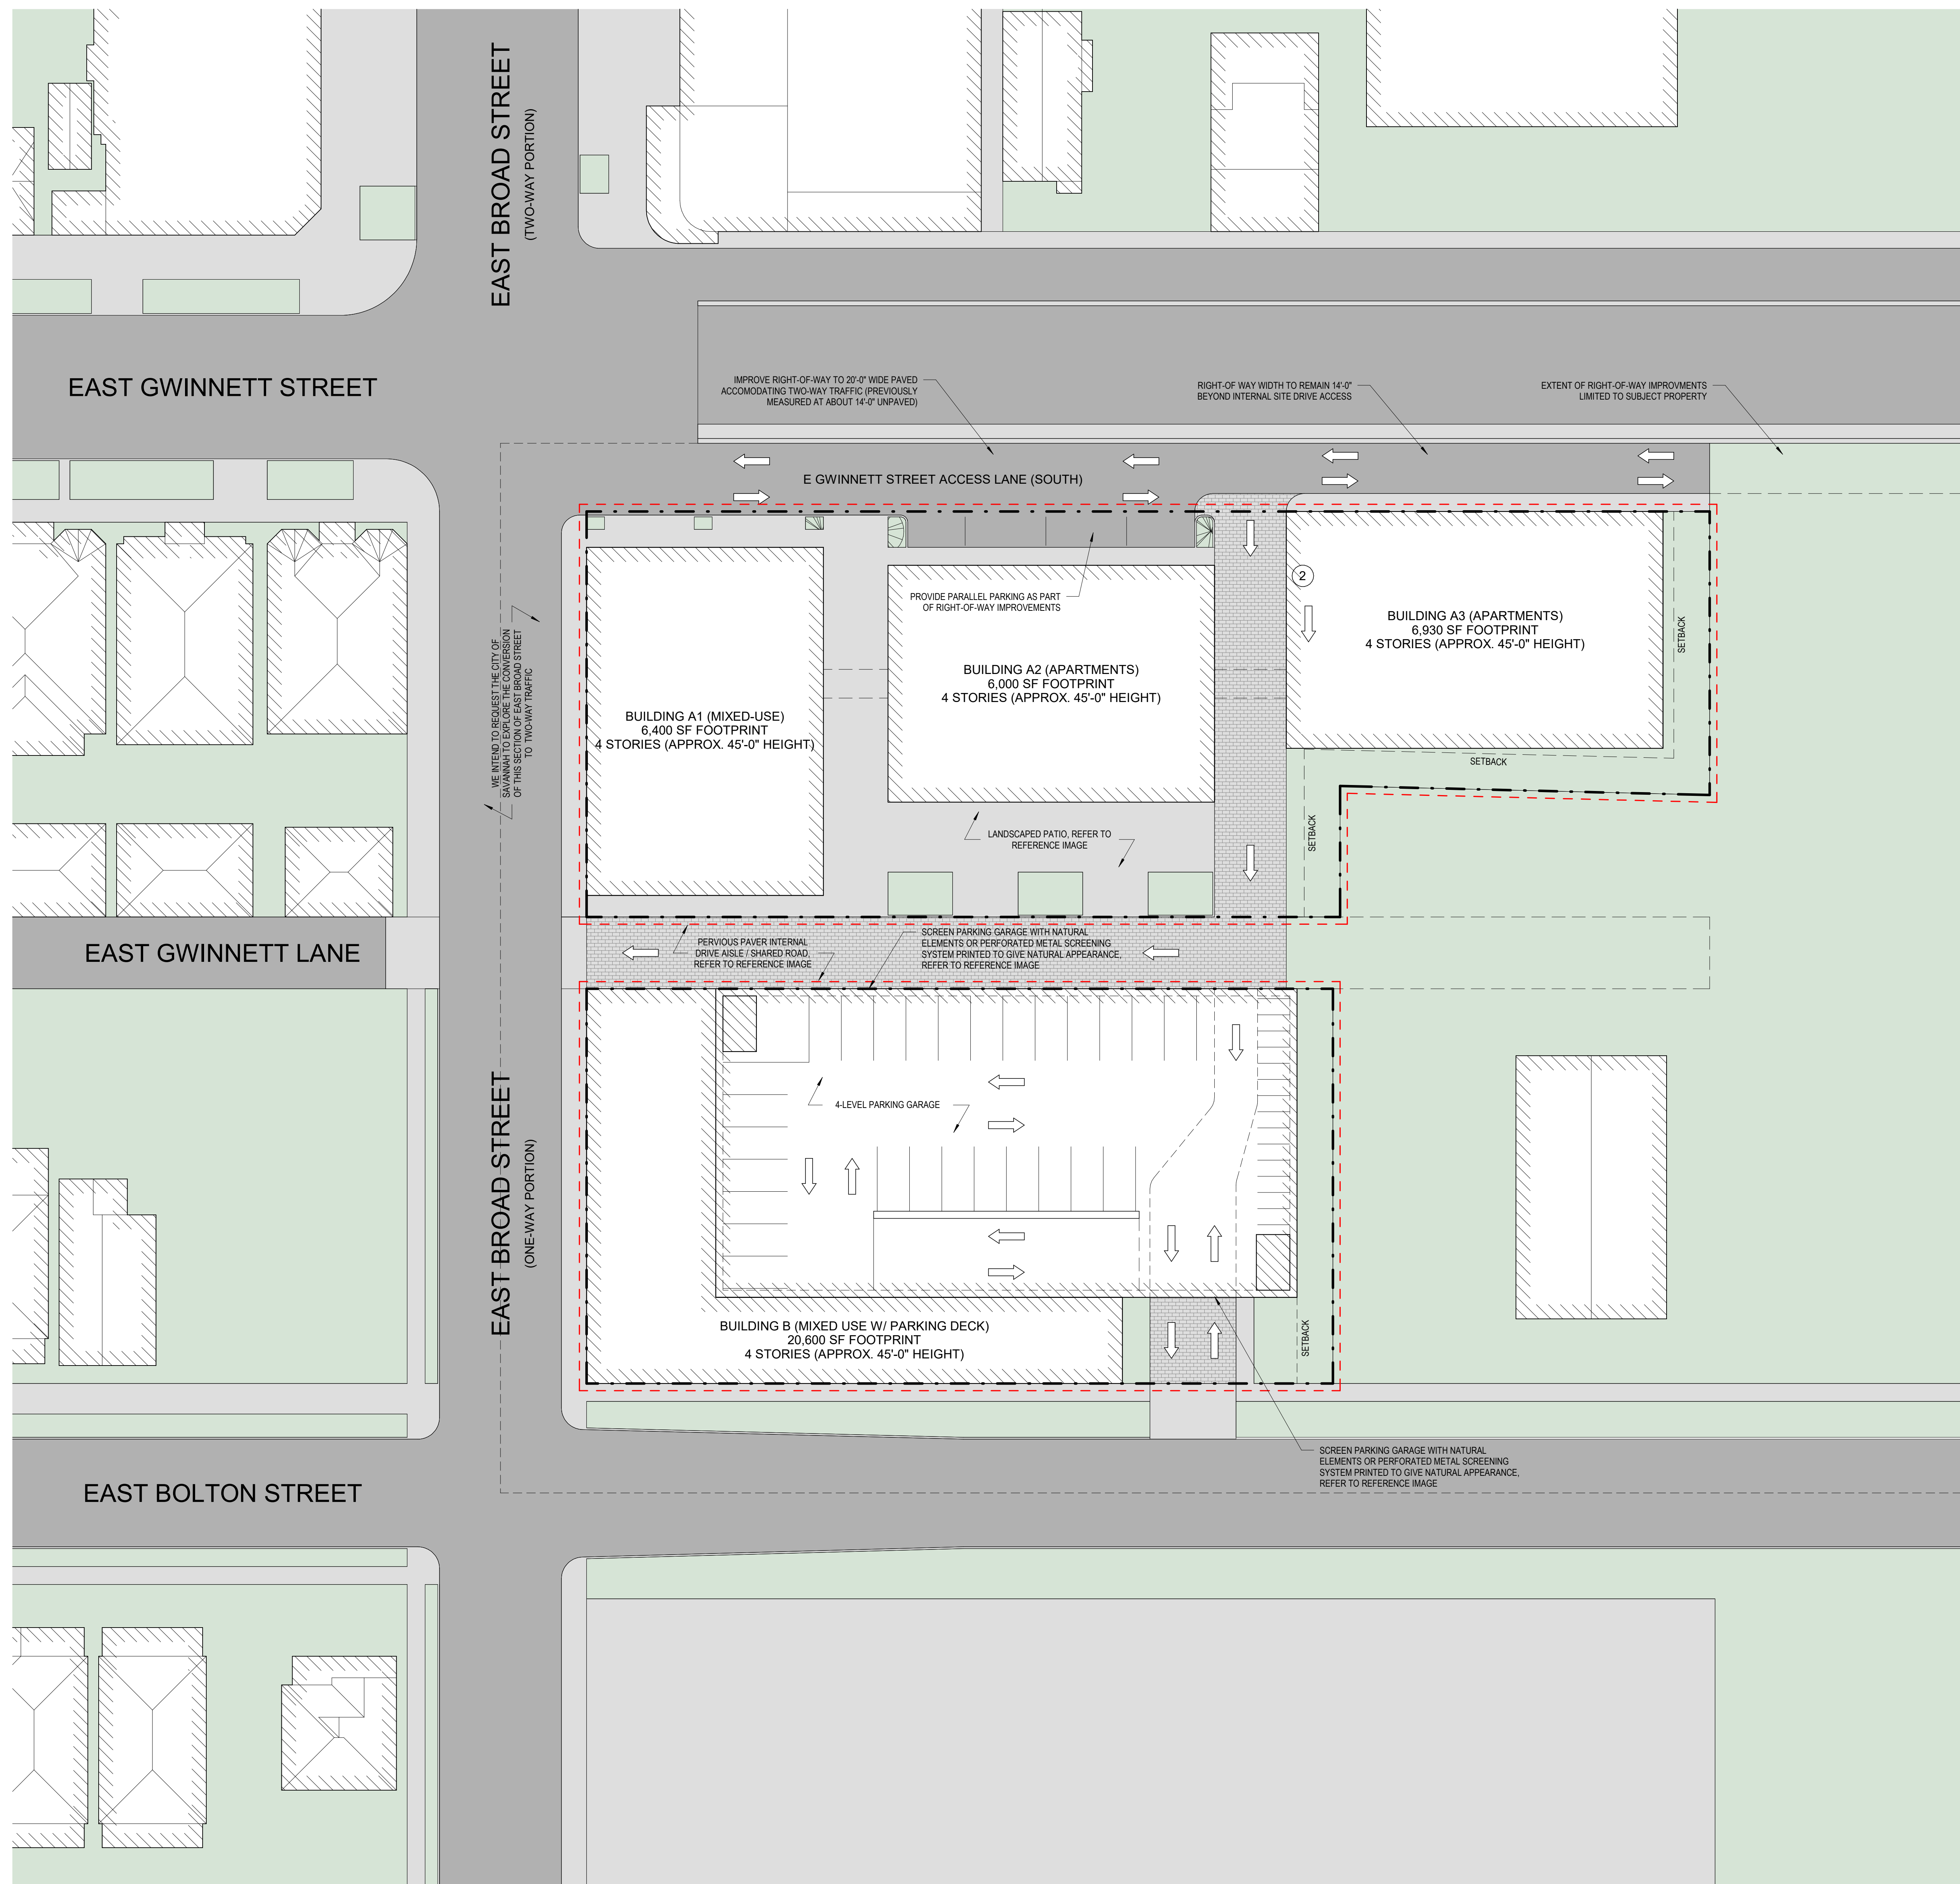 EAST BROAD STREET
(TWO-WAY PORTION)
EAST GWINNETT STREET
IMPROVE RIGHT-OF-WAY TO 20'-0" WIDE PAVED
ACCOMODATING TWO-WAY TRAFFIC (PREVIOUSLY
MEASURED AT ABOUT 14'-0" UNPAVED)
RIGHT-OF WAY WIDTH TO REMAIN 14'-0"
BEYOND INTERNAL SITE DRIVE ACCESS
EXTENT OF RIGHT-OF-WAY IMPROVMENTS
LIMITED TO SUBJECT PROPERTY
E GWINNETT STREET ACCESS LANE (SOUTH)
2
PROVIDE PARALLEL PARKING AS PART
OF RIGHT-OF-WAY IMPROVEMENTS
BUILDING A3 (APARTMENTS)
6,930 SF FOOTPRINT
4 STORIES (APPROX. 45'-0" HEIGHT)
SETBACK
BUILDING A2 (APARTMENTS)
6,000 SF FOOTPRINT
4 STORIES (APPROX. 45'-0" HEIGHT)
WE INTEND TO REQUEST THE CITY OF
SAVANNAH TO EXPLORE THE CONVERSION
OF THIS SECTION OF EAST BROAD STREET
TO TWO-WAY TRAFFIC
BUILDING A1 (MIXED-USE)
6,400 SF FOOTPRINT
4 STORIES (APPROX. 45'-0" HEIGHT)
SETBACK
SETBACK
LANDSCAPED PATIO, REFER TO
REFERENCE IMAGE
EAST GWINNETT LANE
PERVIOUS PAVER INTERNAL
DRIVE AISLE / SHARED ROAD,
REFER TO REFERENCE IMAGE
SCREEN PARKING GARAGE WITH NATURAL
ELEMENTS OR PERFORATED METAL SCREENING
SYSTEM PRINTED TO GIVE NATURAL APPEARANCE,
REFER TO REFERENCE IMAGE
4-LEVEL PARKING GARAGE
EAST BROAD STREET
(ONE-WAY PORTION)
BUILDING B (MIXED USE W/ PARKING DECK)
20,600 SF FOOTPRINT
4 STORIES (APPROX. 45'-0" HEIGHT)
SETBACK
SCREEN PARKING GARAGE WITH NATURAL
ELEMENTS OR PERFORATED METAL SCREENING
SYSTEM PRINTED TO GIVE NATURAL APPEARANCE,
REFER TO REFERENCE IMAGE
EAST BOLTON STREET